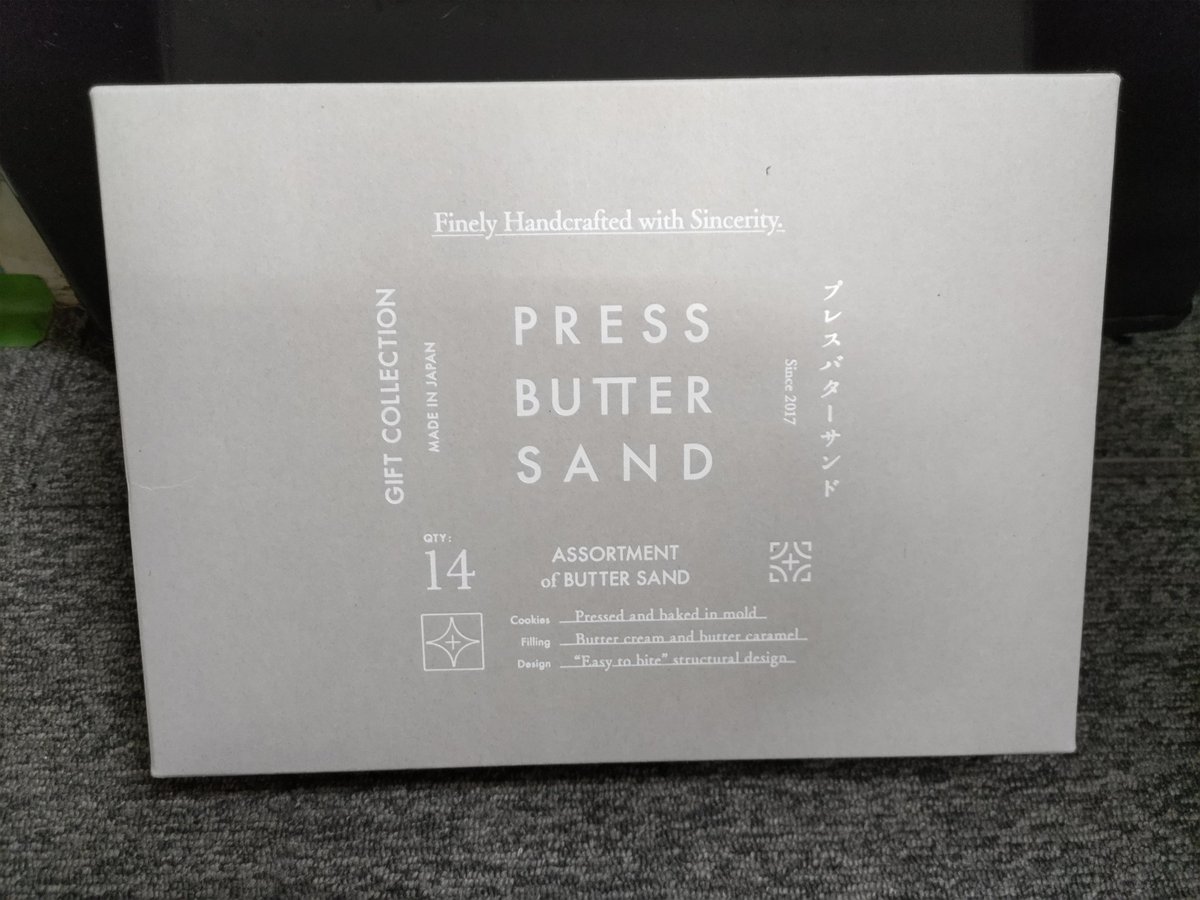 Finely Handcrafted with Sincerity.
GIFT COLLECTION
MADE IN JAPAN
PRESS
BUTTER
SAND
Since 2017
プレスバターサンド
QTY:
14
ASSORTMENT
of BUTTER SAND
Cookies Pressed and baked in mold
Filling Butter cream and butter caramel
Design "Easy to bite" structural design